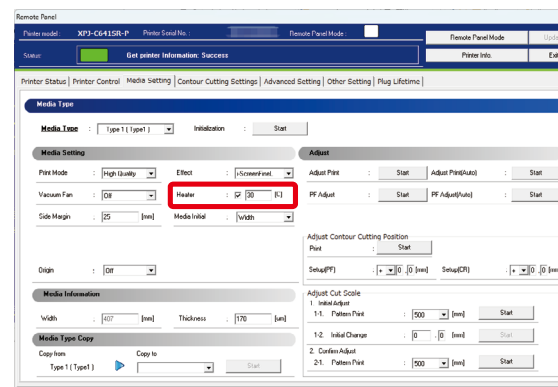 Remote Panel
Printer model : XPJ-C641SR-P Printer Serial No. : Remote Panel Mode : Remote Panel Mode Upda
Status Get printer Information: Success Printer Info. Exit
Printer Status | Printer Control | Media Setting | Contour Cutting Settings | Advanced Setting | Other Setting | Plug Lifetime |
Media Type
Media Type : Type 1 ( Type1 ) Initialization : Start
Media Setting Adjust
Print Mode : High Quality Effect : i-ScreenFineL Adjust Print : Start Adjust Print(Auto) : Start
Vacuum Fan : Off Heater : 30 [C] PF Adjust : Start PF Adjust(Auto) : Start
Side Margin : 25 [mm] Media Initial : Width
Adjust Contour Cutting Position
Print : Start
Origin : Off Setup(PF) : + 0 . 0 [mm] Setup(CR) : + 0 . 0 [mm
Media Information Adjust Cut Scale
1. Initial Adjust
Width : 407 [mm] Thickness : 170 [um] 1-1. Pattern Print : 500 [mm] Start
Media Type Copy 1-2. Initial Change : 0 . 0 [mm] Start
Copy from Copy to 2. Confirm Adjust
Type 1 ( Type1 ) Start 2-1. Pattern Print : 500 [mm] Start